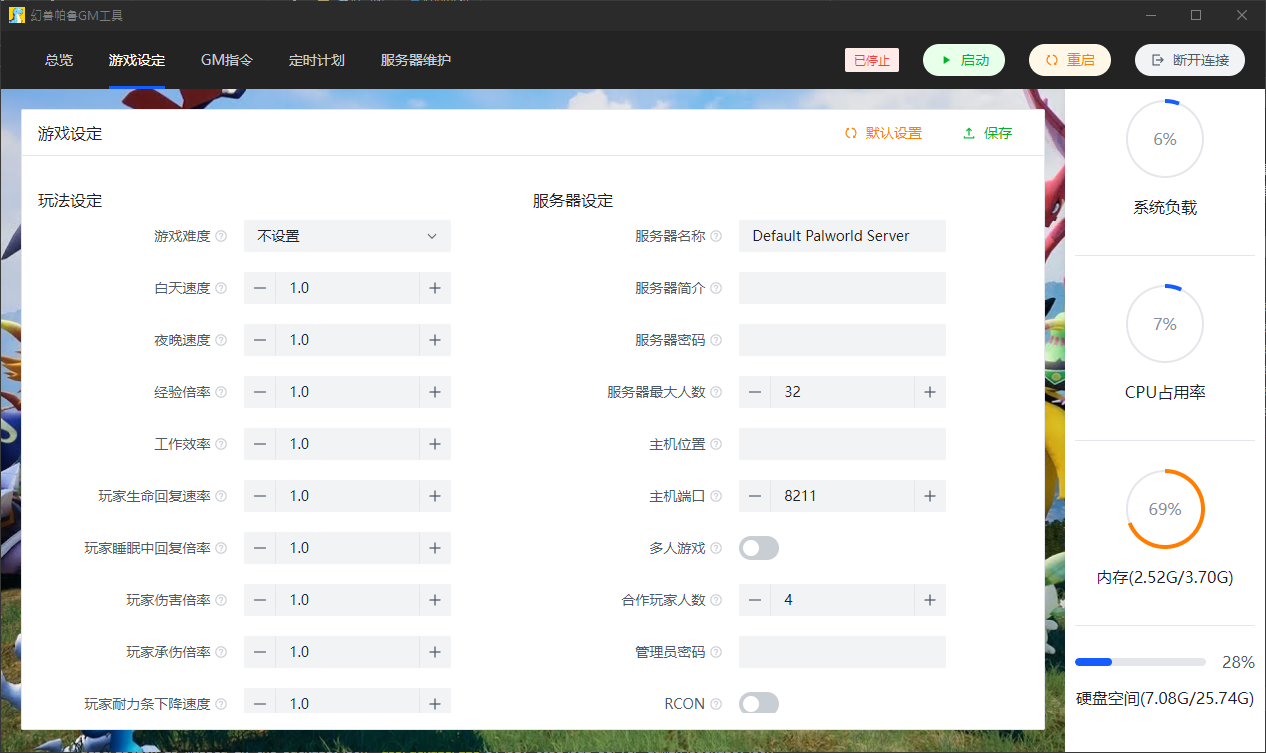 幻兽帕鲁GM工具
总览 游戏设定 GM指令 定时计划 服务器维护 已停止 启动 重启 断开连接
游戏设定 默认设置 保存
玩法设定
游戏难度 不设置
白天速度 1.0
夜晚速度 1.0
经验倍率 1.0
工作效率 1.0
玩家生命回复速率 1.0
玩家睡眠中回复倍率 1.0
玩家伤害倍率 1.0
玩家承伤倍率 1.0
玩家耐力条下降速度 1.0
服务器设定
服务器名称 Default Palworld Server
服务器简介
服务器密码
服务器最大人数 32
主机位置
主机端口 8211
多人游戏
合作玩家人数 4
管理员密码
RCON
6%
系统负载
7%
CPU占用率
69%
内存(2.52G/3.70G)
28%
硬盘空间(7.08G/25.74G)